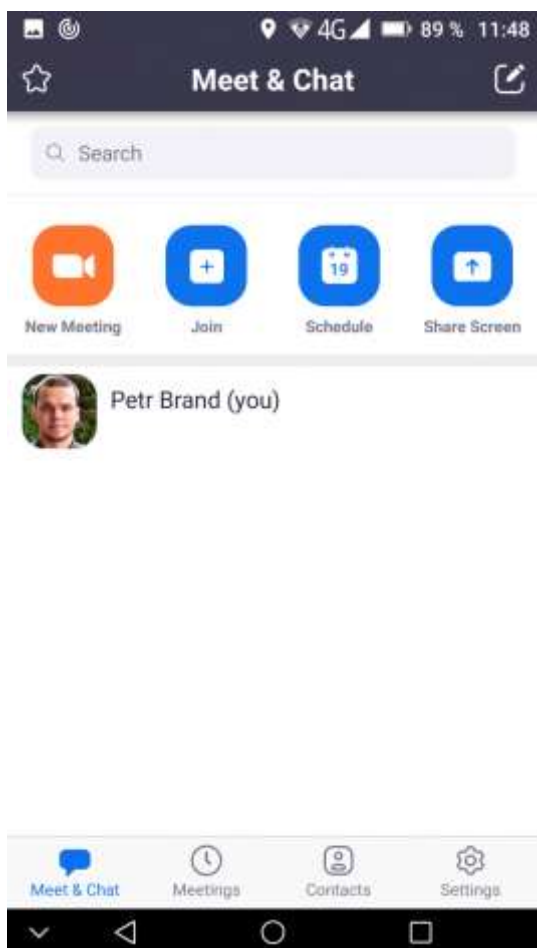 4G 89 % 11:48
Meet & Chat
Search
19
New Meeting Join Schedule Share Screen
Petr Brand (you)
Meet & Chat Meetings Contacts Settings